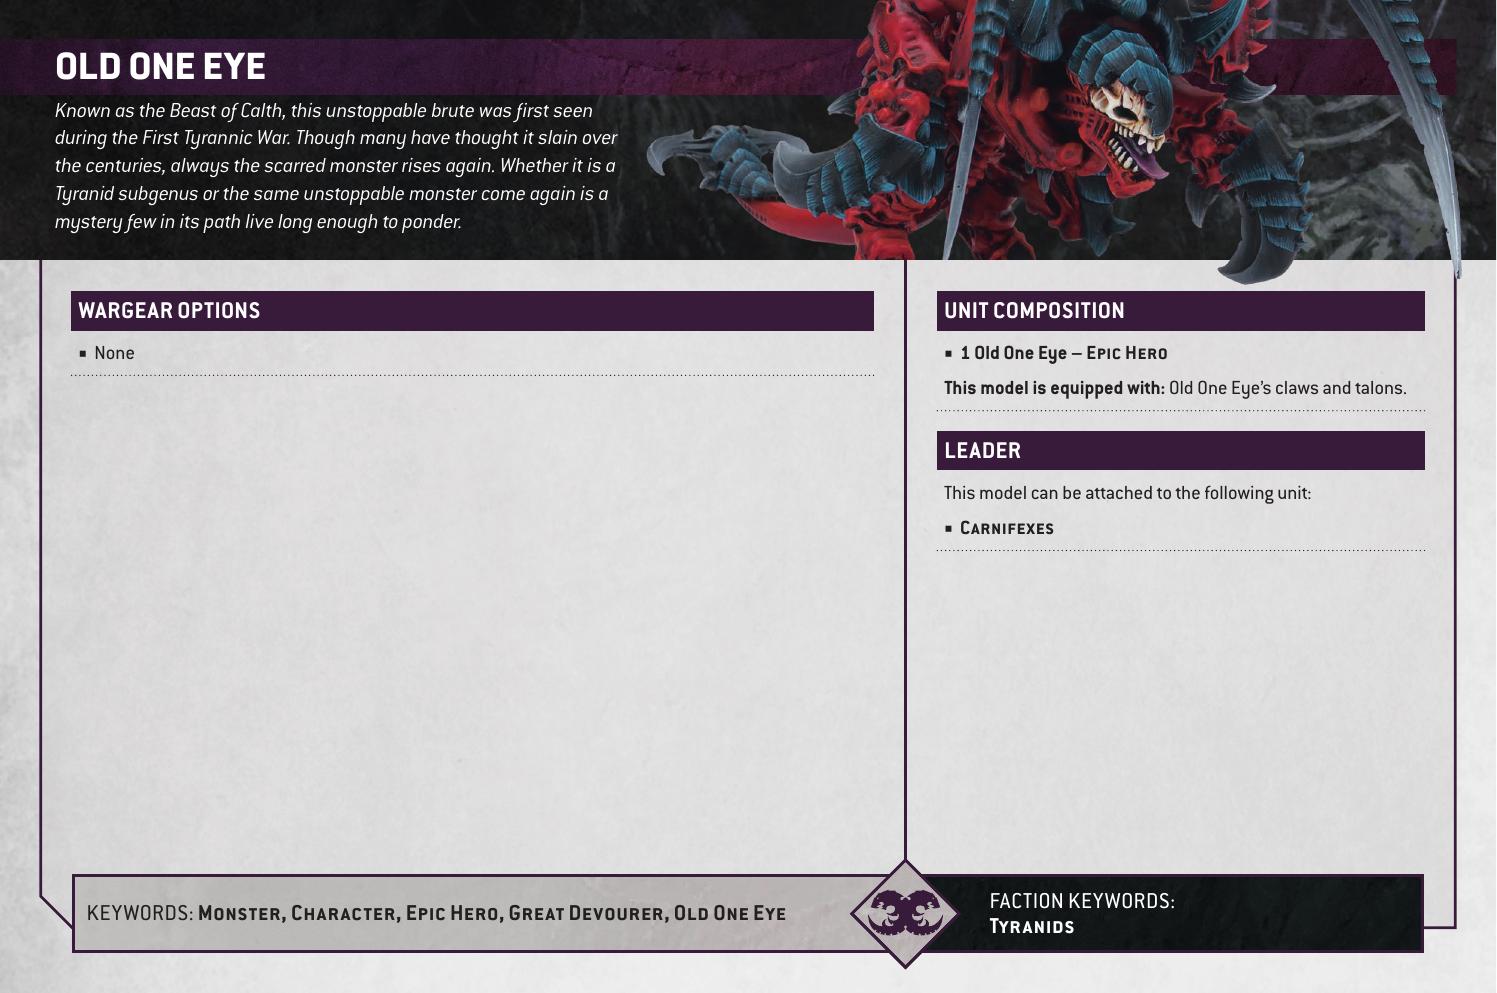 OLD ONE EYE
Known as the Beast of Calth, this unstoppable brute was first seen
during the First Tyrannic War. Though many have thought it slain over
the centuries, always the scarred monster rises again. Whether it is a
Tyranid subgenus or the same unstoppable monster come again is a
mystery few in its path live long enough to ponder.
WARGEAR OPTIONS
▪ None
UNIT COMPOSITION
▪ 1 Old One Eye – Epic Hero
This model is equipped with: Old One Eye’s claws and talons.
LEADER
This model can be attached to the following unit:
▪ Carnifexes
KEYWORDS: Monster, Character, Epic Hero, Great Devourer, Old One Eye
FACTION KEYWORDS:
Tyranids